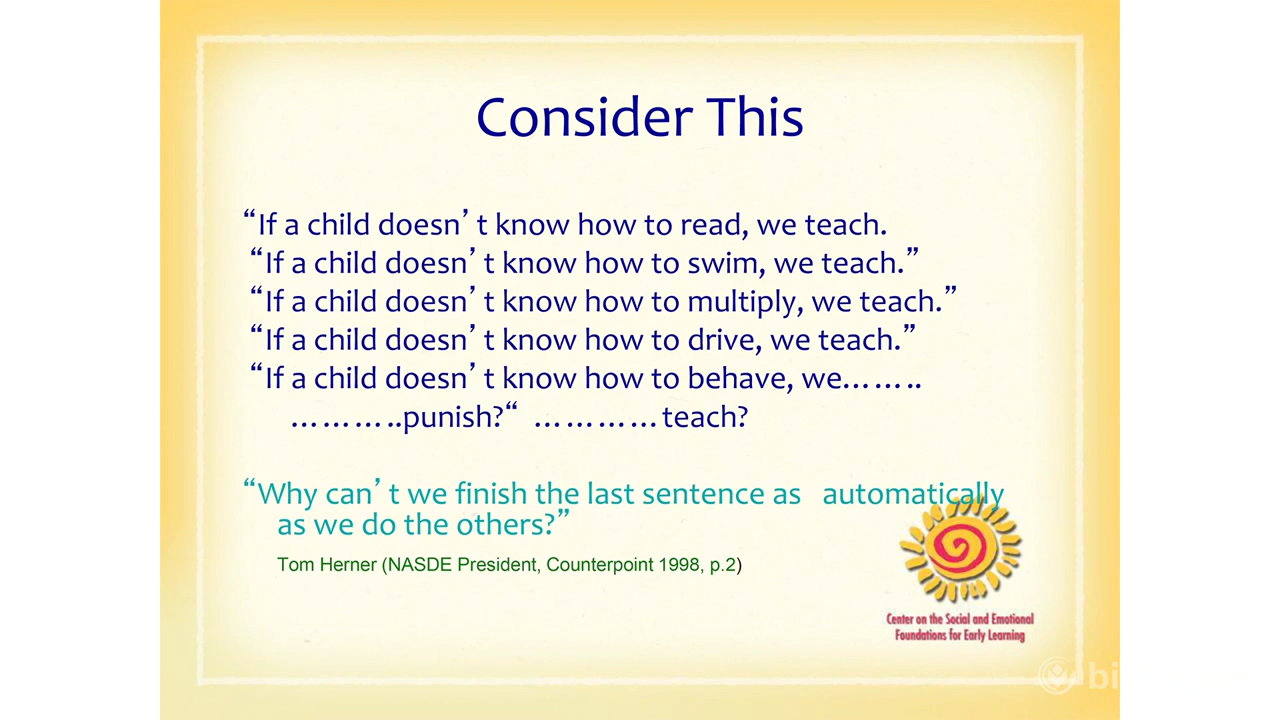 Consider This
“If a child doesn’t know how to read, we teach.
“If a child doesn’t know how to swim, we teach.”
“If a child doesn’t know how to multiply, we teach.”
“If a child doesn’t know how to drive, we teach.”
“If a child doesn’t know how to behave, we……..
………..punish?“ …………teach?
“Why can’t we finish the last sentence as automatically
as we do the others?”
Tom Herner (NASDE President, Counterpoint 1998, p.2)
Center on the Social and Emotional
Foundations for Early Learning